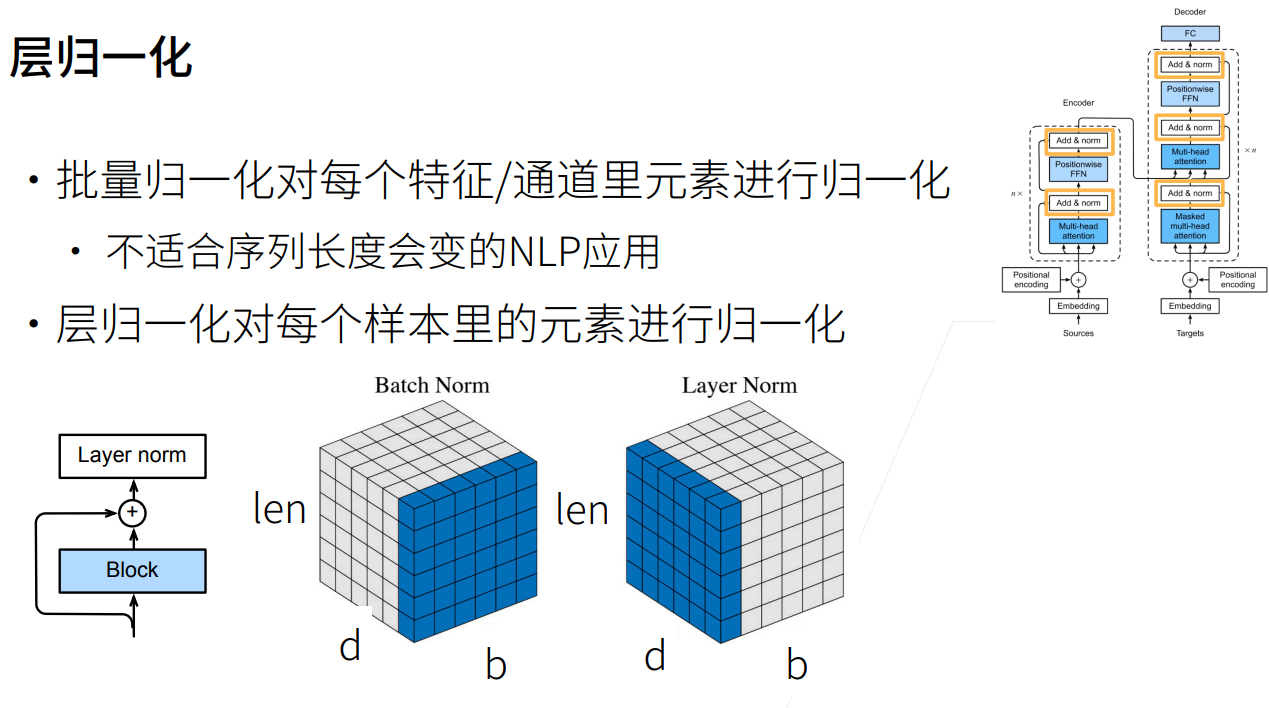 层归一化
• 批量归一化对每个特征/通道里元素进行归一化
• 不适合序列长度会变的NLP应用
• 层归一化对每个样本里的元素进行归一化
Layer norm
+
Block
Batch Norm
len
d
b
Layer Norm
len
d
b
Encoder
Add & norm
Positionwise
FFN
Add & norm
Multi-head
attention
n ×
Positional
encoding
+
Embedding
Sources
Decoder
FC
Add & norm
Positionwise
FFN
Add & norm
Muti-head
attention
Add & norm
Masked
multi-head
attention
× n
+
Positional
encoding
Embedding
Targets